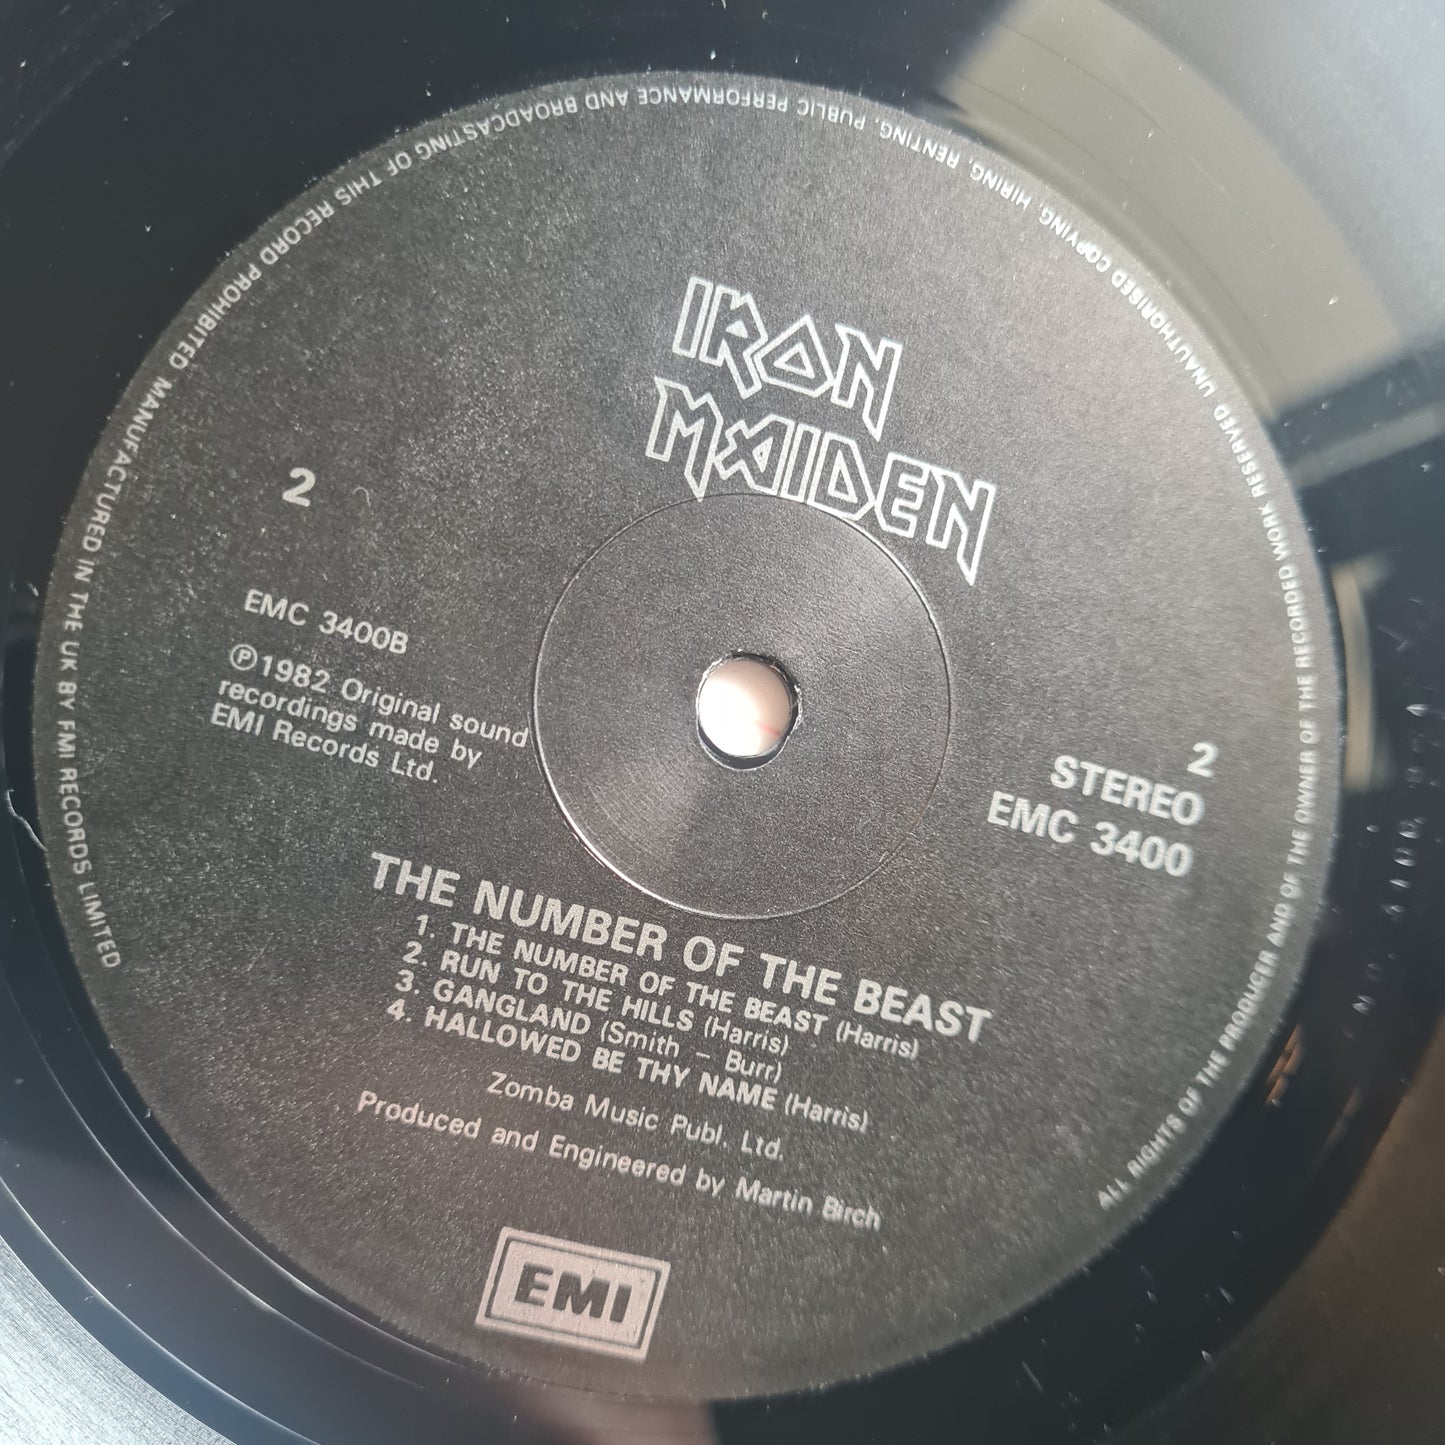 ALL RIGHTS OF THE PRODUCER AND OF THE OWNER OF THE RECORDED WORK RESERVED. UNAUTHORISED COPYING, HIRING, RENTING, PUBLIC PERFORMANCE AND BROADCASTING OF THIS RECORD PROHIBITED. MANUFACTURED IN THE UK BY EMI RECORDS LIMITED
IRON
MAIDEN
2
EMC 3400B
Ⓟ1982 Original sound
recordings made by
EMI Records Ltd.
2
STEREO
EMC 3400
THE NUMBER OF THE BEAST
1. THE NUMBER OF THE BEAST (Harris)
2. RUN TO THE HILLS (Harris)
3. GANGLAND (Smith – Burr)
4. HALLOWED BE THY NAME (Harris)
Zomba Music Publ. Ltd.
Produced and Engineered by Martin Birch
EMI